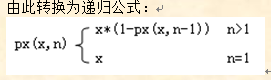 由此转换为递归公式：↵
x*(1-px(x,n-1)) n>1
px(x,n)
x n=1